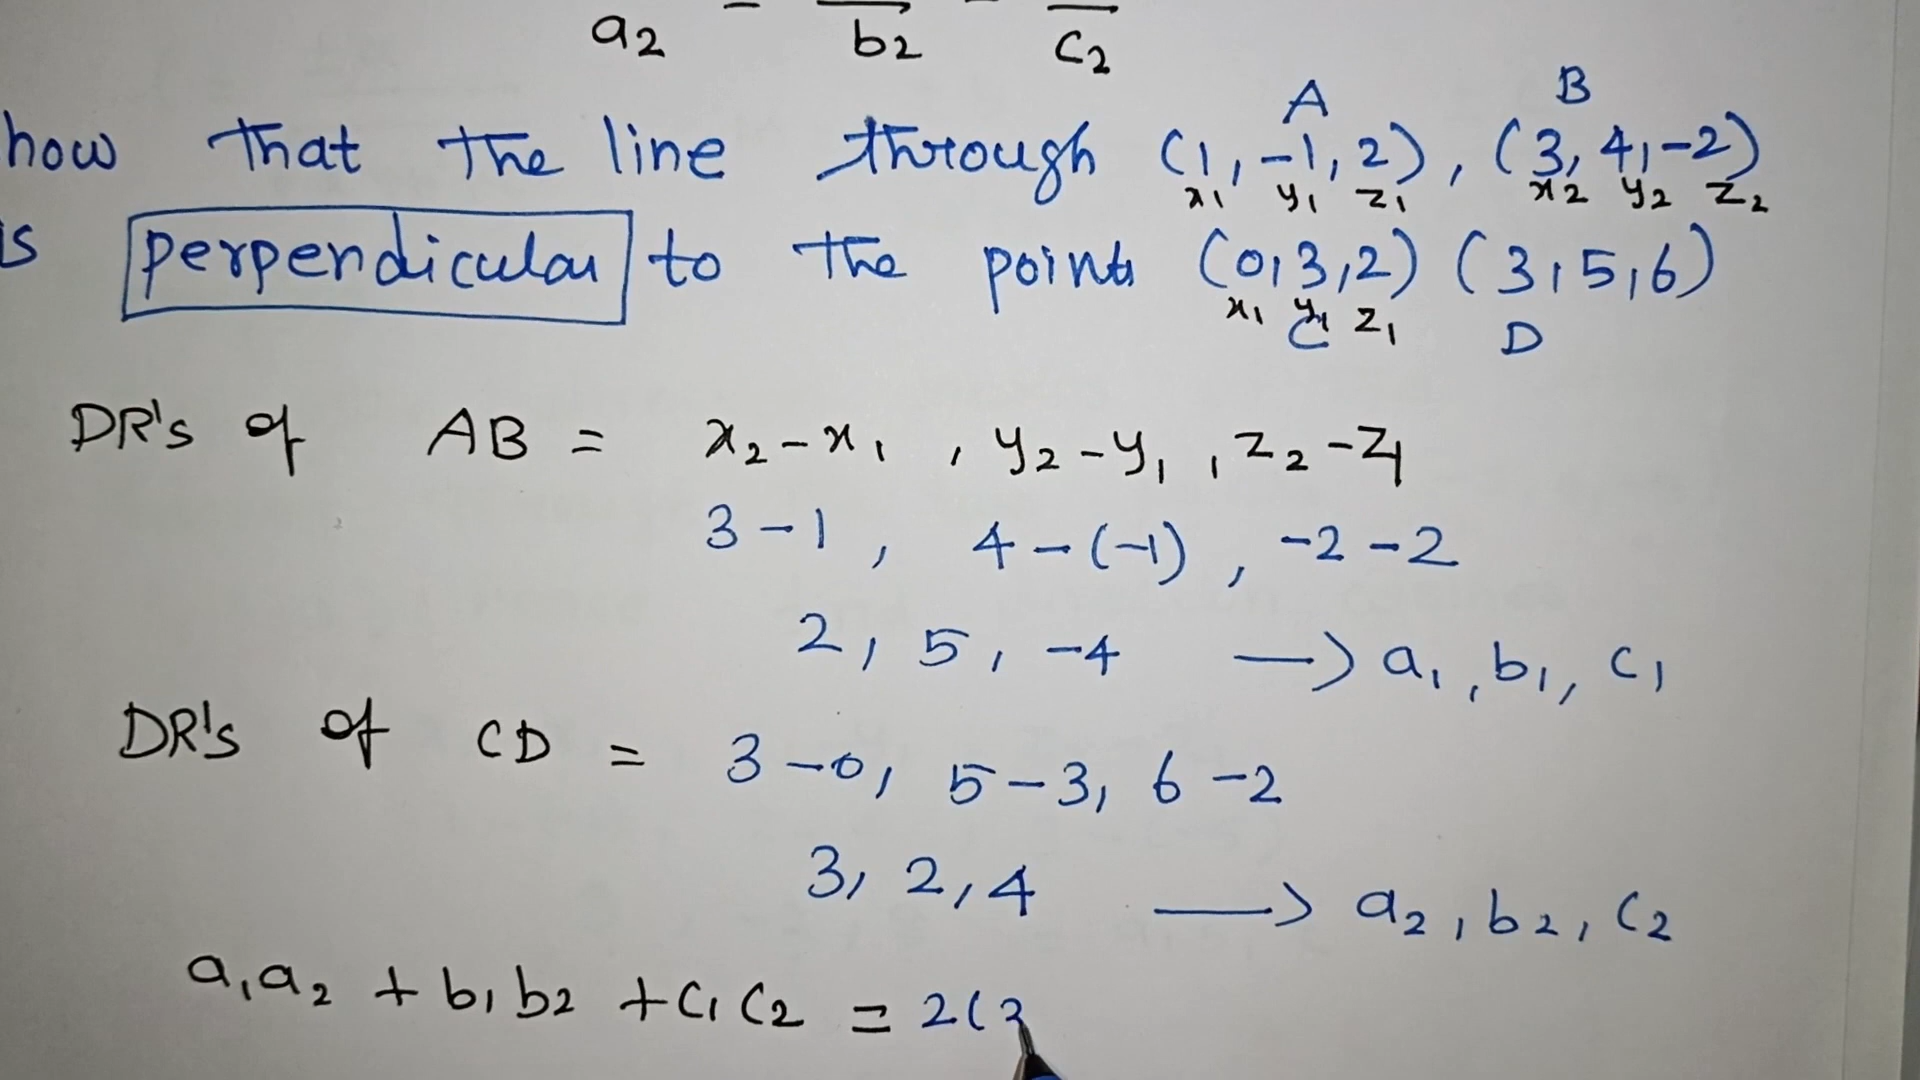 a2 = b2 = c2
A B
how that the line through (1, -1, 2), (3, 4, -2)
x1 y1 z1 x2 y2 z2
is perpendicular to the points (0, 3, 2) (3, 5, 6)
x1 y1 z1
C D
DR's of AB = x2 - x1, y2 - y1, z2 - z1
3 - 1, 4 - (-1), -2 - 2
2, 5, -4 → a1, b1, c1
DR's of CD = 3 - 0, 5 - 3, 6 - 2
3, 2, 4 → a2, b2, c2
a1a2 + b1b2 + c1c2 = 2(3